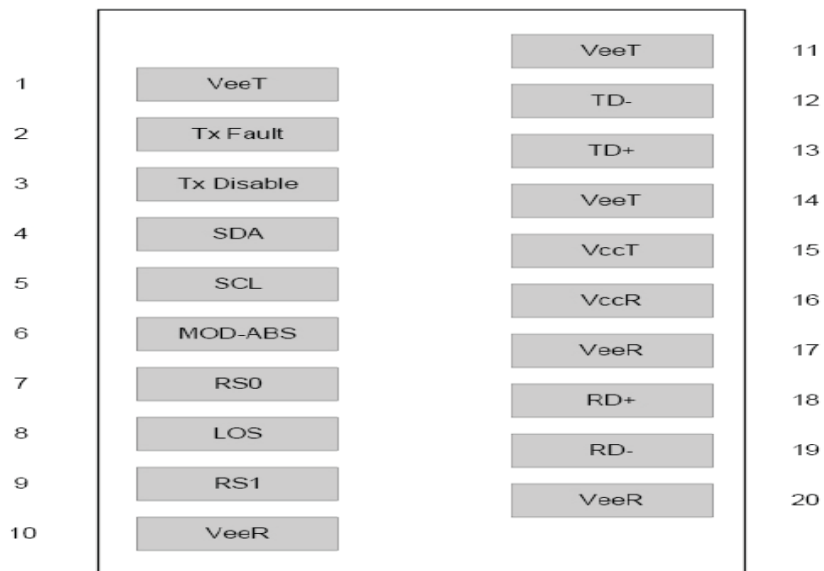 VeeT 11
1 VeeT
TD- 12
2 Tx Fault
TD+ 13
3 Tx Disable
VeeT 14
4 SDA
VccT 15
5 SCL
VccR 16
6 MOD-ABS
VeeR 17
7 RS0
RD+ 18
8 LOS
RD- 19
9 RS1
VeeR 20
10 VeeR